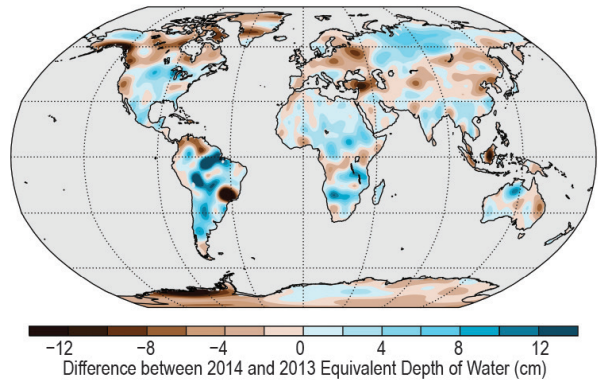 −12 −8 −4 0 4 8 12
Difference between 2014 and 2013 Equivalent Depth of Water (cm)